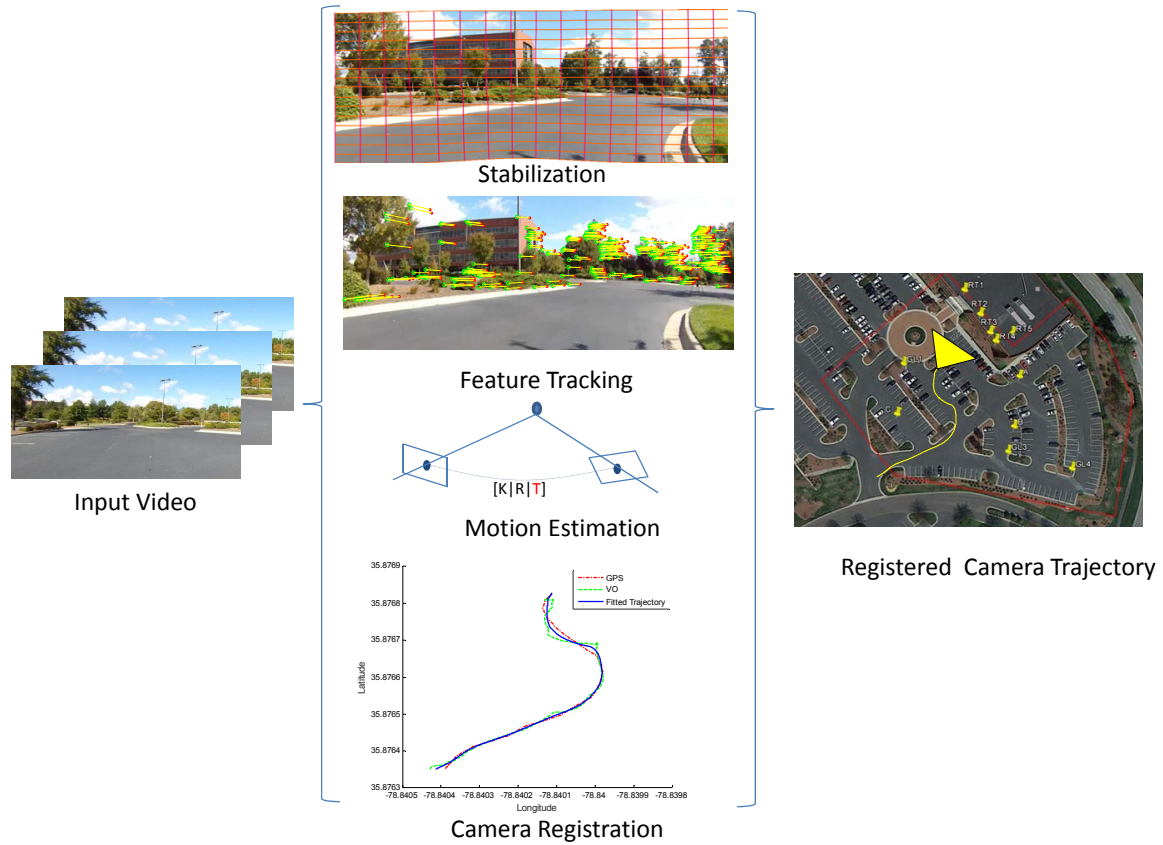 Input Video
Stabilization
Feature Tracking
[K|R|T]
Motion Estimation
35.8769
35.8768
35.8767
35.8766
35.8765
35.8764
35.8763
Latitude
GPS
VO
Fitted Trajectory
-78.8405 -78.8404 -78.8403 -78.8402 -78.8401 -78.84 -78.8399 -78.8398
Longitude
Camera Registration
RT1
RT2
RT3
RT4
RT5
GL1
C
B
GL3
GL4
Registered Camera Trajectory